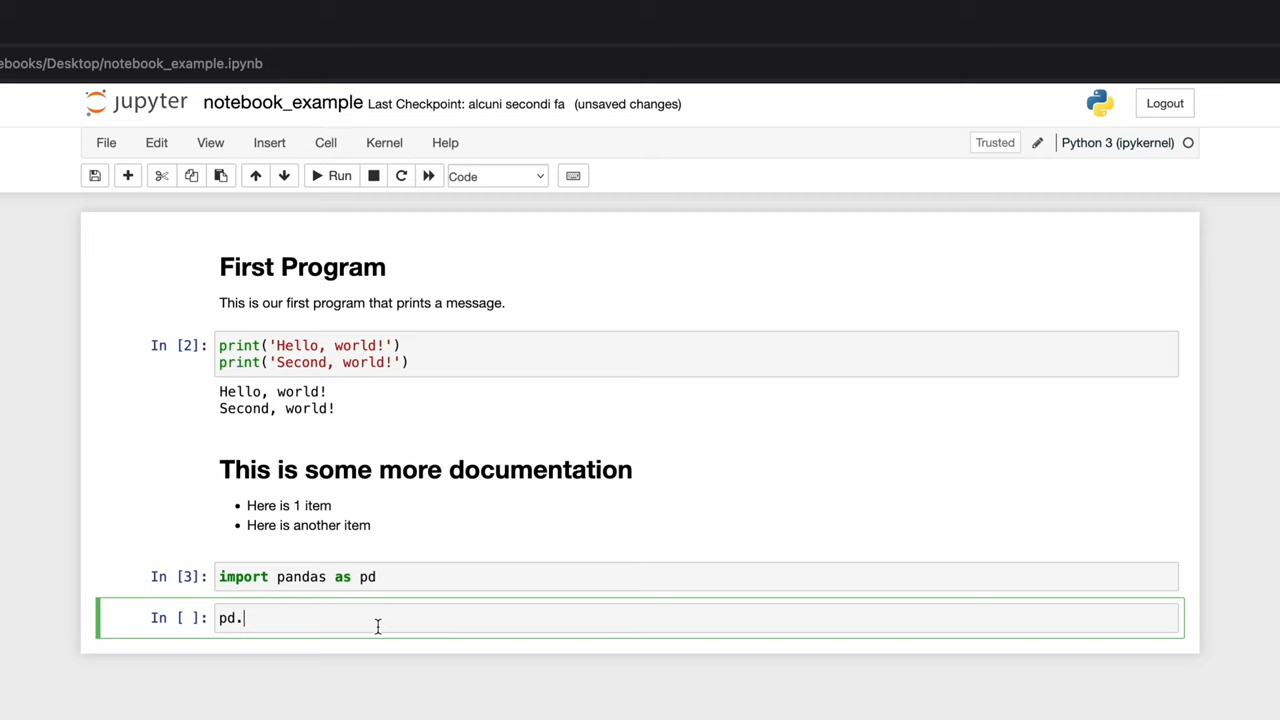 ebooks/Desktop/notebook_example.ipynb
jupyter notebook_example Last Checkpoint: alcuni secondi fa (unsaved changes) Logout
File Edit View Insert Cell Kernel Help Trusted Python 3 (ipykernel)
Run Code
First Program
This is our first program that prints a message.
In [2]: print('Hello, world!')
print('Second, world!')
Hello, world!
Second, world!
This is some more documentation
• Here is 1 item
• Here is another item
In [3]: import pandas as pd
In [ ]: pd.